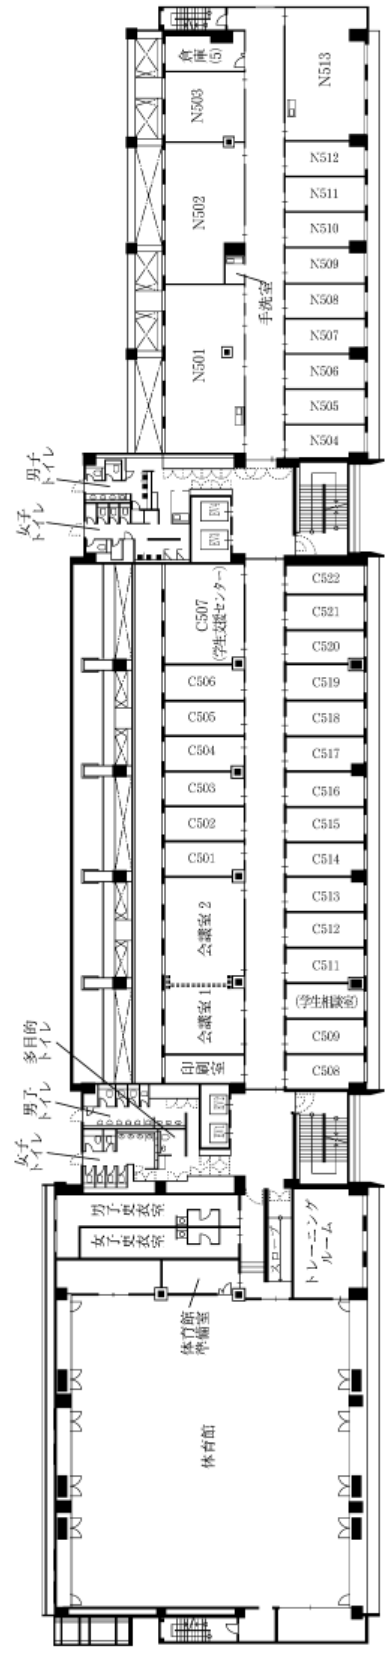 倉庫
(5)
N513
N503
N512
N502
N511
N510
N509
手洗室
N508
N501
N507
N506
N505
N504
男子
トイレ
女子
トイレ
EV
EV
C507
(学生支援センター)
C522
C521
C520
C506
C519
C505
C518
C504
C517
C503
C516
C502
C515
C501
C514
会議室 2
C513
C512
C511
会議室 1
(学生相談室)
印刷
室
C509
C508
多目的
トイレ
男子
トイレ
女子
トイレ
EV
EV
男子更衣室
女子更衣室
スロープ
トレーニング
ルーム
体育館
準備室
体育館